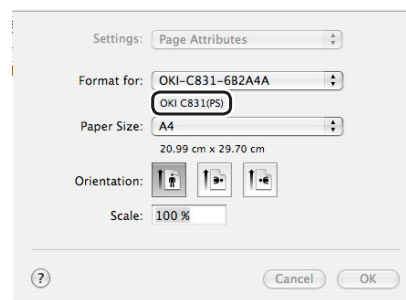 Settings: Page Attributes
Format for: OKI-C831-6B2A4A
OKI C831(PS)
Paper Size: A4
20.99 cm x 29.70 cm
Orientation:
Scale: 100 %
? Cancel OK